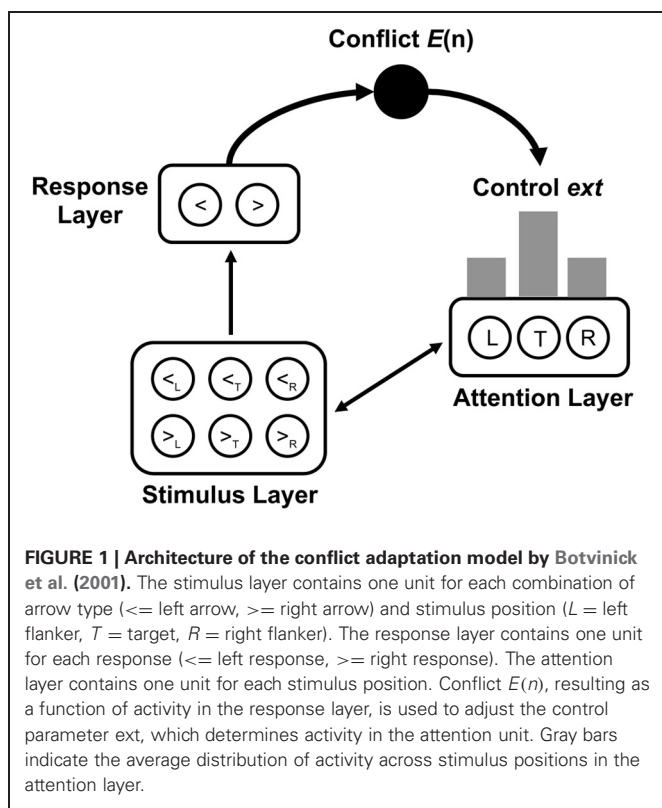 Conflict E(n)
Response
Layer
< >
Control ext
L T R
Attention Layer
<L <T <R
>L >T >R
Stimulus Layer
FIGURE 1 | Architecture of the conflict adaptation model by Botvinick
et al. (2001). The stimulus layer contains one unit for each combination of
arrow type (<= left arrow, >= right arrow) and stimulus position (L = left
flanker, T = target, R = right flanker). The response layer contains one unit
for each response (<= left response, >= right response). The attention
layer contains one unit for each stimulus position. Conflict E(n), resulting as
a function of activity in the response layer, is used to adjust the control
parameter ext, which determines activity in the attention unit. Gray bars
indicate the average distribution of activity across stimulus positions in the
attention layer.